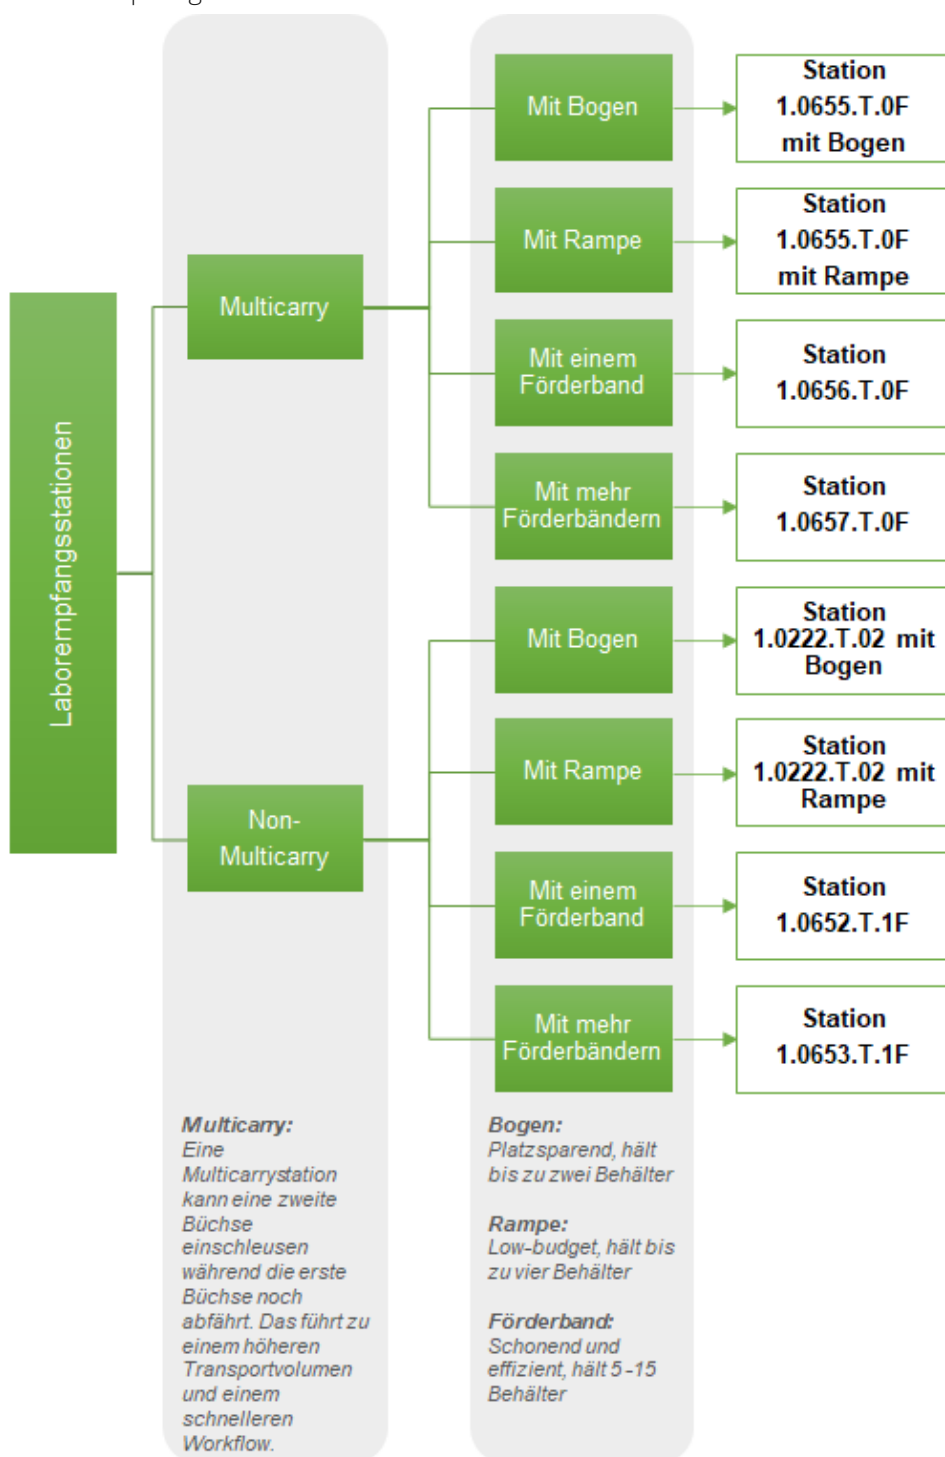 Laborempfangsstationen
Multicarry
Non-
Multicarry
Mit Bogen
Mit Rampe
Mit einem
Förderband
Mit mehr
Förderbändern
Mit Bogen
Mit Rampe
Mit einem
Förderband
Mit mehr
Förderbändern
Station
1.0655.T.0F
mit Bogen
Station
1.0655.T.0F
mit Rampe
Station
1.0656.T.0F
Station
1.0657.T.0F
Station
1.0222.T.02 mit
Bogen
Station
1.0222.T.02 mit
Rampe
Station
1.0652.T.1F
Station
1.0653.T.1F
Multicarry:
Eine
Multicarrystation
kann eine zweite
Büchse
einschleusen
während die erste
Büchse noch
abfährt. Das führt zu
einem höheren
Transportvolumen
und einem
schnelleren
Workflow.
Bogen:
Platzsparend, hält
bis zu zwei Behälter
Rampe:
Low-budget, hält bis
zu vier Behälter
Förderband:
Schonend und
effizient, hält 5-15
Behälter